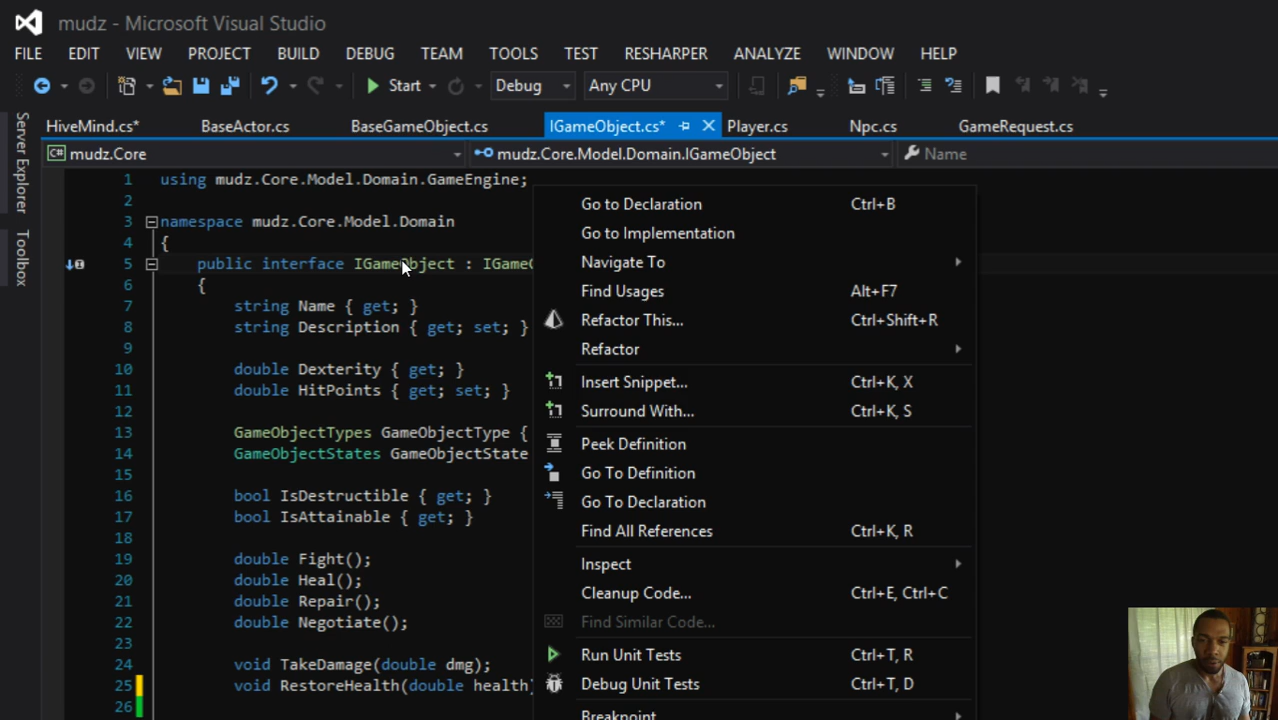 mudz - Microsoft Visual Studio
FILE EDIT VIEW PROJECT BUILD DEBUG TEAM TOOLS TEST RESHARPER ANALYZE WINDOW HELP
Start Debug Any CPU
Server Explorer
Toolbox
HiveMind.cs* BaseActor.cs BaseGameObject.cs IGameObject.cs* Player.cs Npc.cs GameRequest.cs
C# mudz.Core mudz.Core.Model.Domain.IGameObject Name
1 using mudz.Core.Model.Domain.GameEngine;
2
3 namespace mudz.Core.Model.Domain
4 {
5 public interface IGameObject : IGameO
6 {
7 string Name { get; }
8 string Description { get; set; }
9
10 double Dexterity { get; }
11 double HitPoints { get; set; }
12
13 GameObjectTypes GameObjectType {
14 GameObjectStates GameObjectState
15
16 bool IsDestructible { get; }
17 bool IsAttainable { get; }
18
19 double Fight();
20 double Heal();
21 double Repair();
22 double Negotiate();
23
24 void TakeDamage(double dmg);
25 void RestoreHealth(double health)
26
Go to Declaration Ctrl+B
Go to Implementation
Navigate To
Find Usages Alt+F7
Refactor This... Ctrl+Shift+R
Refactor
Insert Snippet... Ctrl+K, X
Surround With... Ctrl+K, S
Peek Definition
Go To Definition
Go To Declaration
Find All References Ctrl+K, R
Inspect
Cleanup Code... Ctrl+E, Ctrl+C
Find Similar Code...
Run Unit Tests Ctrl+T, R
Debug Unit Tests Ctrl+T, D
Breakpoint